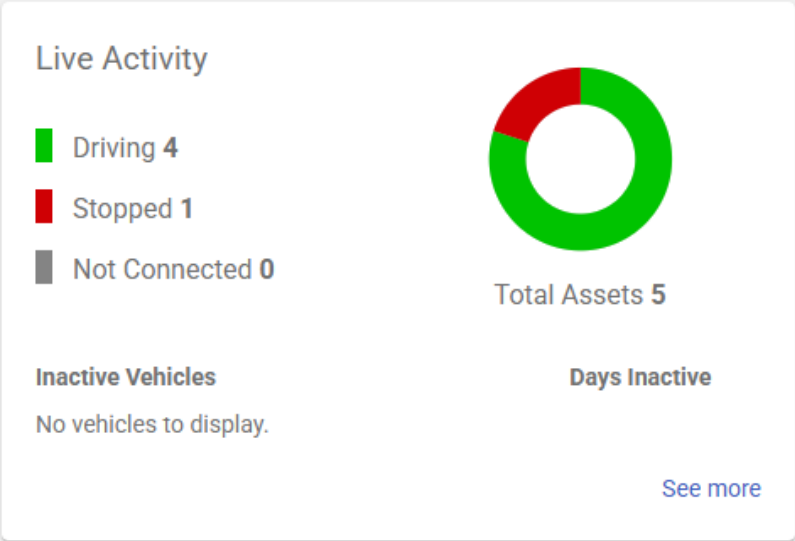 Live Activity
Driving 4
Stopped 1
Not Connected 0
Total Assets 5
Inactive Vehicles Days Inactive
No vehicles to display.
See more